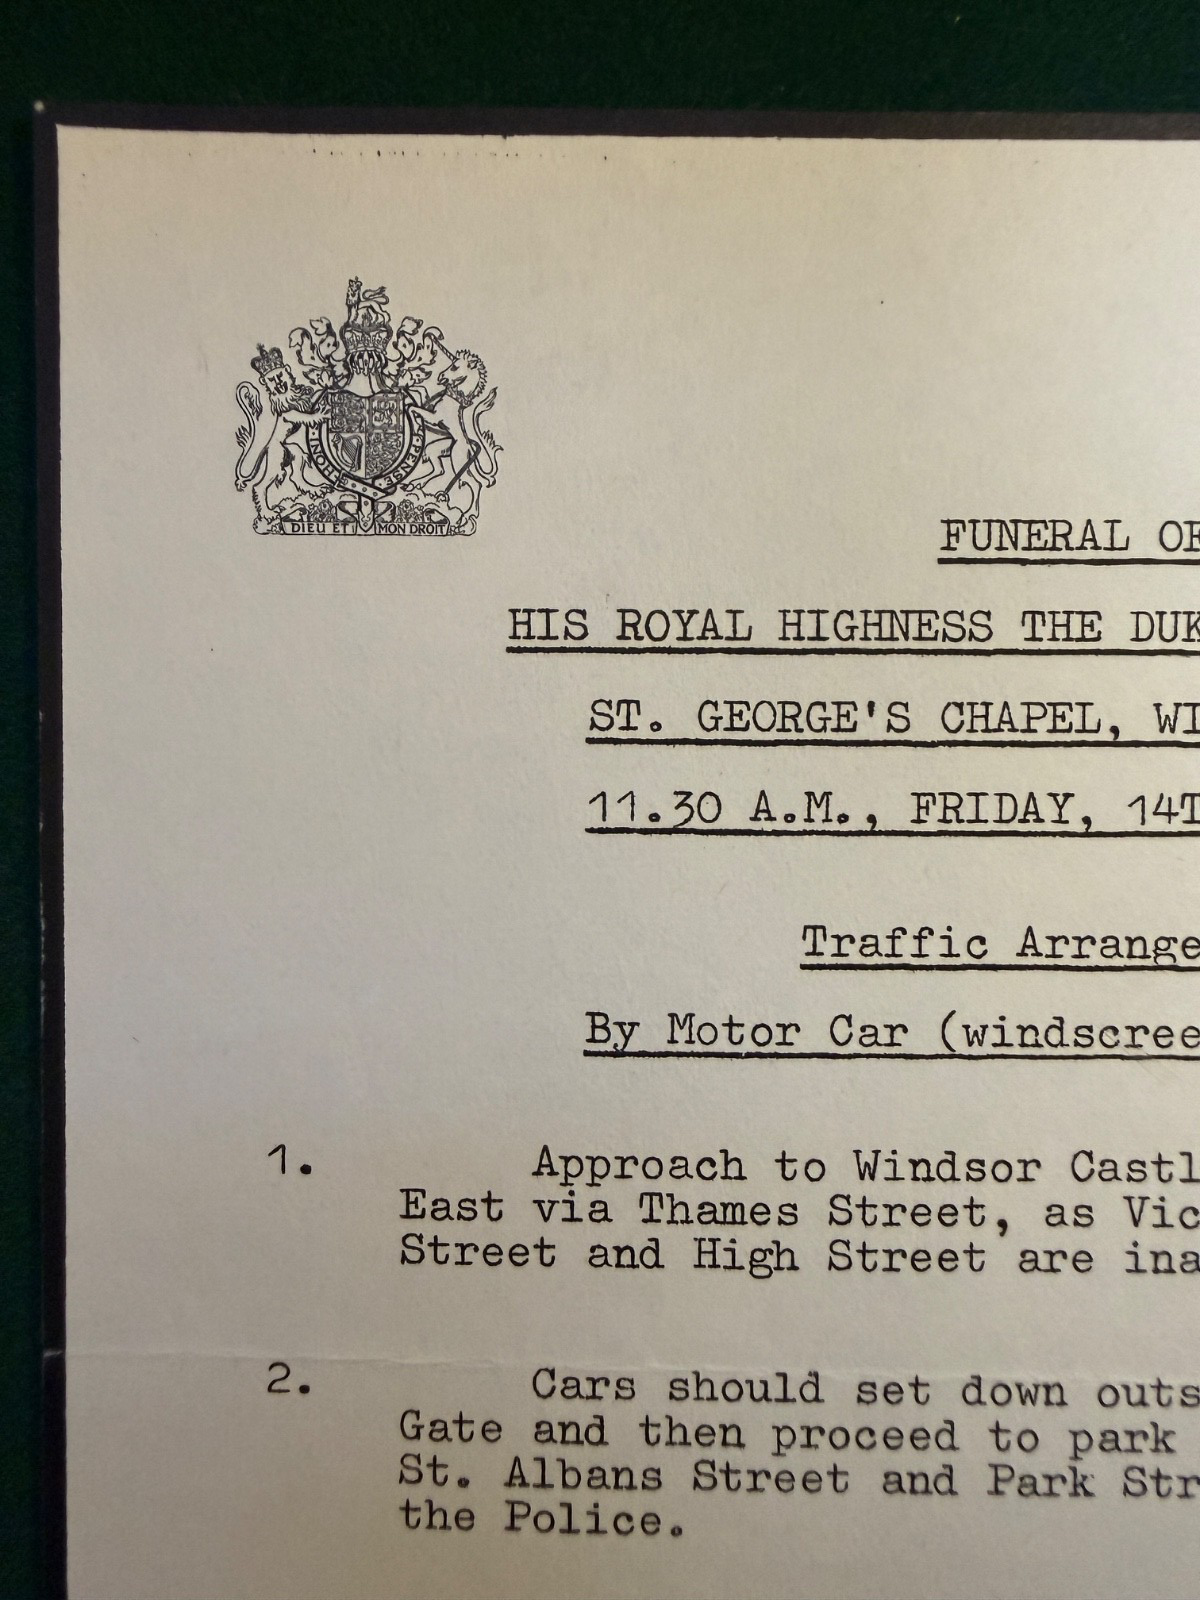 HONI
Y PENSE
DIEU ET MON DROIT
FUNERAL OF
HIS ROYAL HIGHNESS THE DUK
ST. GEORGE'S CHAPEL, WI
11.30 A.M., FRIDAY, 14T
Traffic Arrange
By Motor Car (windscree
1. Approach to Windsor Castl
East via Thames Street, as Vic
Street and High Street are ina
2. Cars should set down outs
Gate and then proceed to park
St. Albans Street and Park Str
the Police.